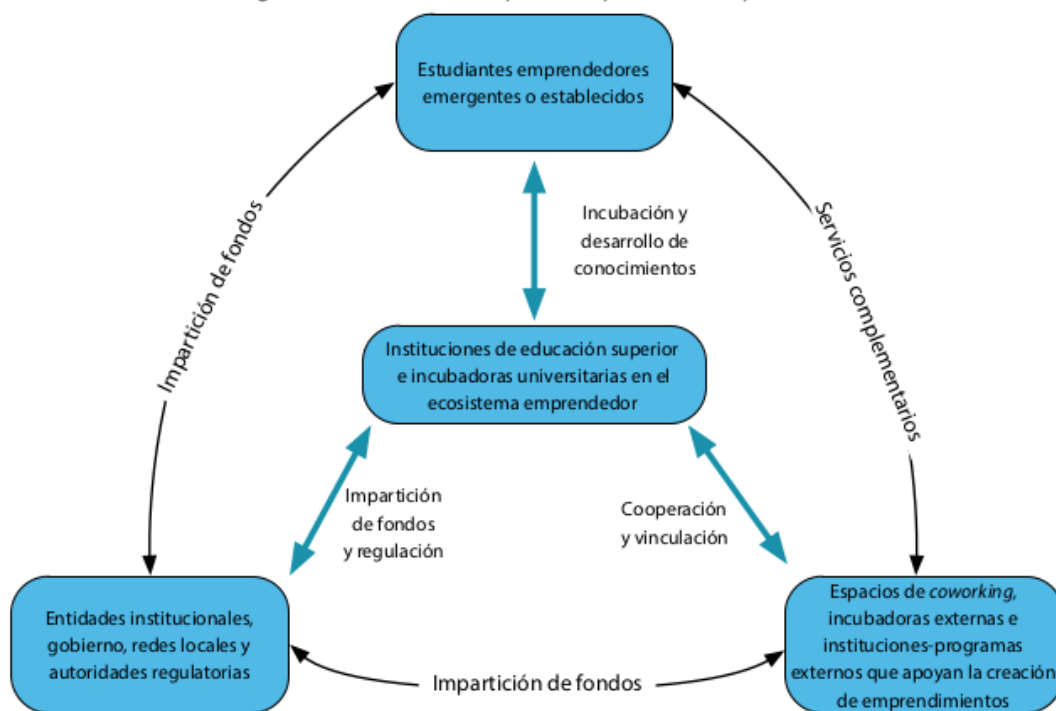 Estudiantes emprendedores
emergentes o establecidos
Impartición de fondos
Servicios complementarios
Incubación y
desarrollo de
conocimientos
Instituciones de educación superior
e incubadoras universitarias en el
ecosistema emprendedor
Impartición
de fondos
y regulación
Cooperación
y vinculación
Entidades institucionales,
gobierno, redes locales y
autoridades regulatorias
Impartición de fondos
Espacios de coworking,
incubadoras externas e
instituciones-programas
externos que apoyan la creación
de emprendimientos